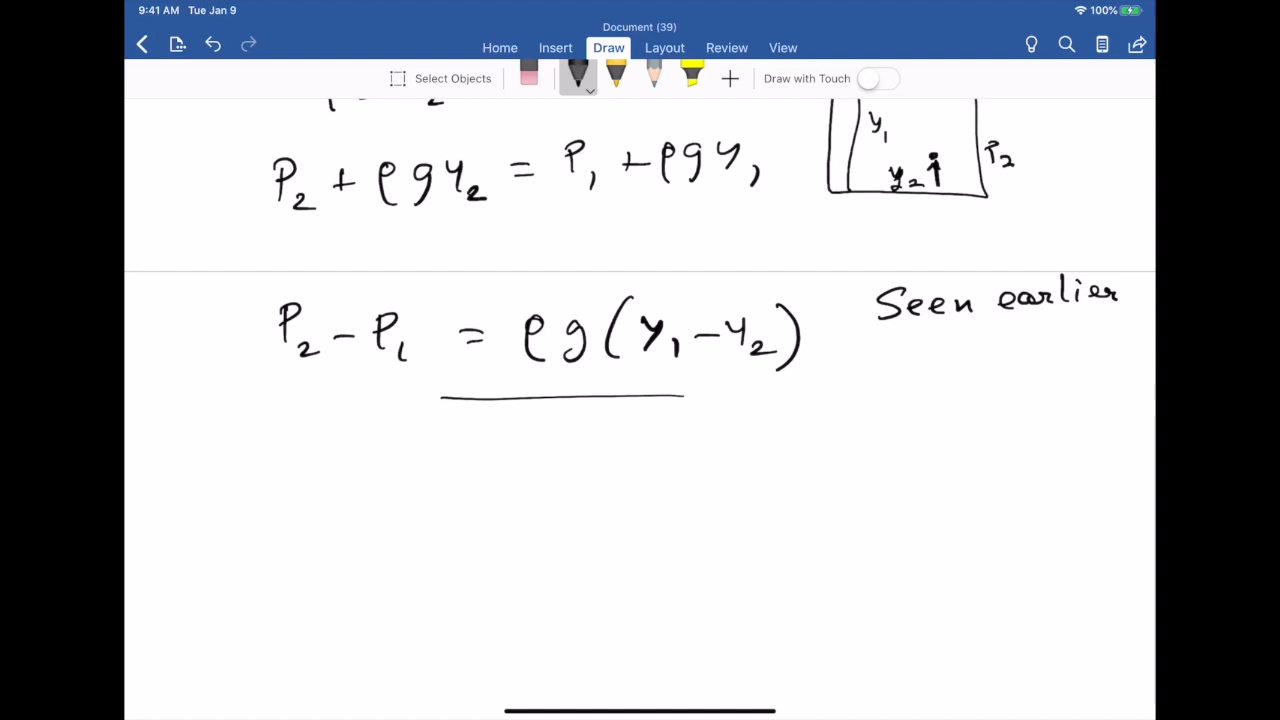 9:41 AM Tue Jan 9 100%
Document (39)
Home Insert Draw Layout Review View
Select Objects Draw with Touch
P₂ + ρgy₂ = P₁ + ρgy₁
y₁
y₂ P₂
P₂ - P₁ = ρg(y₁ - y₂) Seen earlier